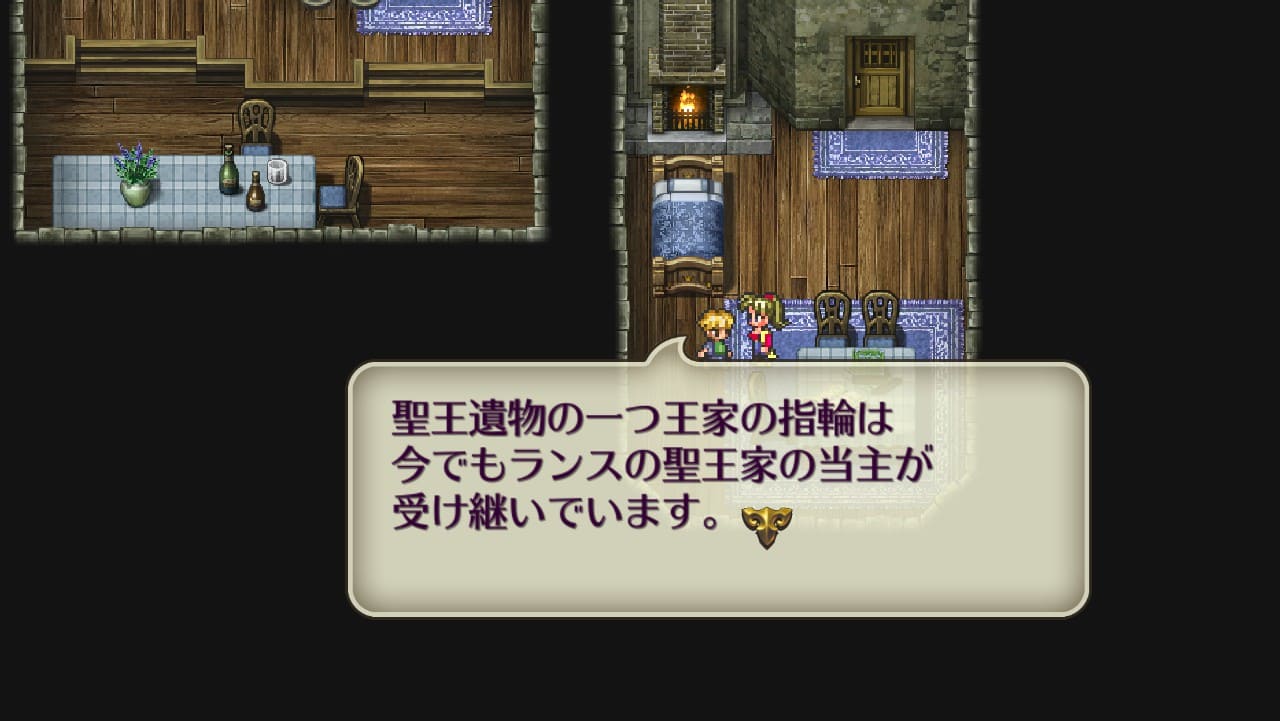 聖王遺物の一つ王家の指輪は
今でもランスの聖王家の当主が
受け継いでいます。